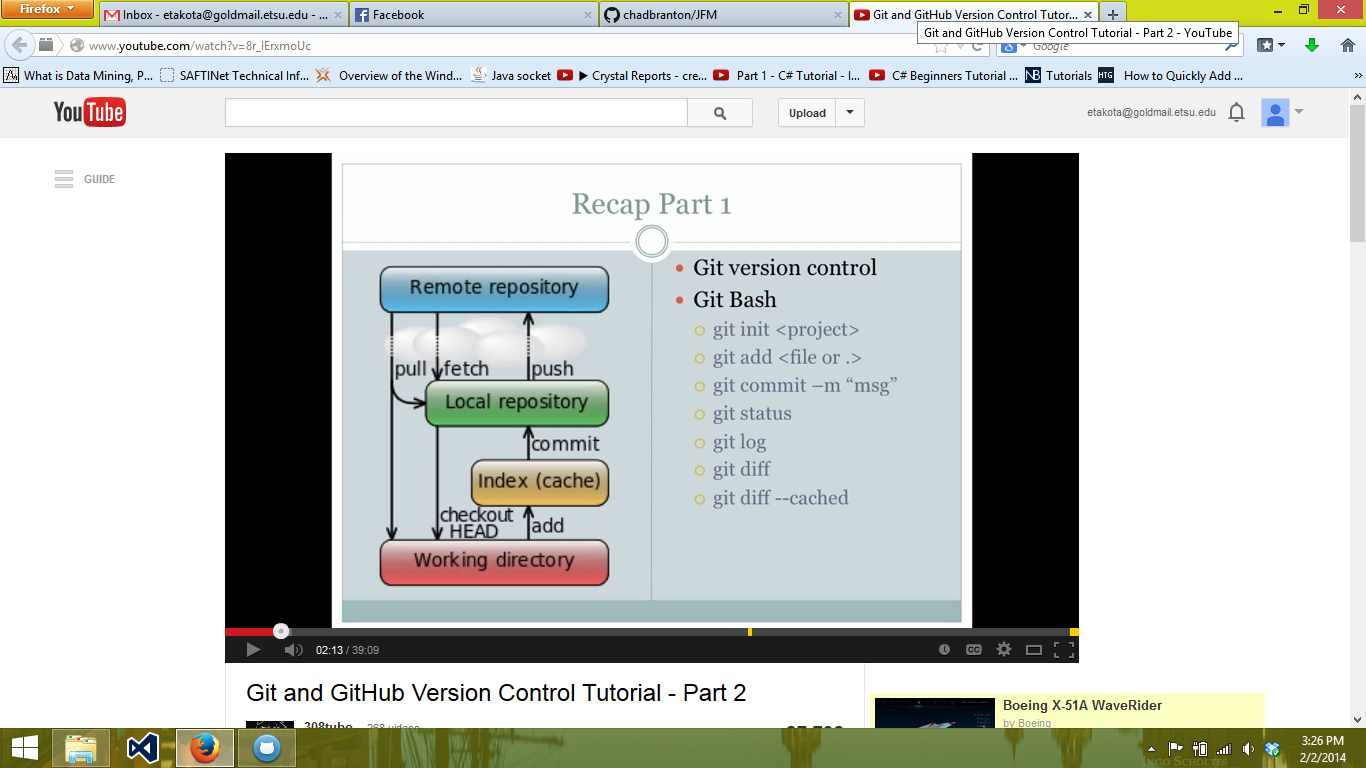 Firefox
Inbox - etakota@goldmail.etsu.edu - ...
Facebook
chadbranton/JFM
Git and GitHub Version Control Tutor...
Git and GitHub Version Control Tutorial - Part 2 - YouTube
www.youtube.com/watch?v=8r_lErxmoUc
Google
What is Data Mining, P...
SAFTINet Technical Inf...
Overview of the Wind...
Java socket
▶ Crystal Reports - cre...
Part 1 - C# Tutorial - I...
C# Beginners Tutorial ...
NB Tutorials
HTG How to Quickly Add ...
YouTube
Upload
etakota@goldmail.etsu.edu
GUIDE
Recap Part 1
Remote repository
pull
fetch
push
Local repository
commit
Index (cache)
checkout
HEAD
add
Working directory
Git version control
Git Bash
git init <project>
git add <file or .>
git commit –m “msg”
git status
git log
git diff
git diff --cached
02:13 / 39:09
CC
Git and GitHub Version Control Tutorial - Part 2
Boeing X-51A WaveRider
by Boeing
268 videos
3:26 PM
2/2/2014